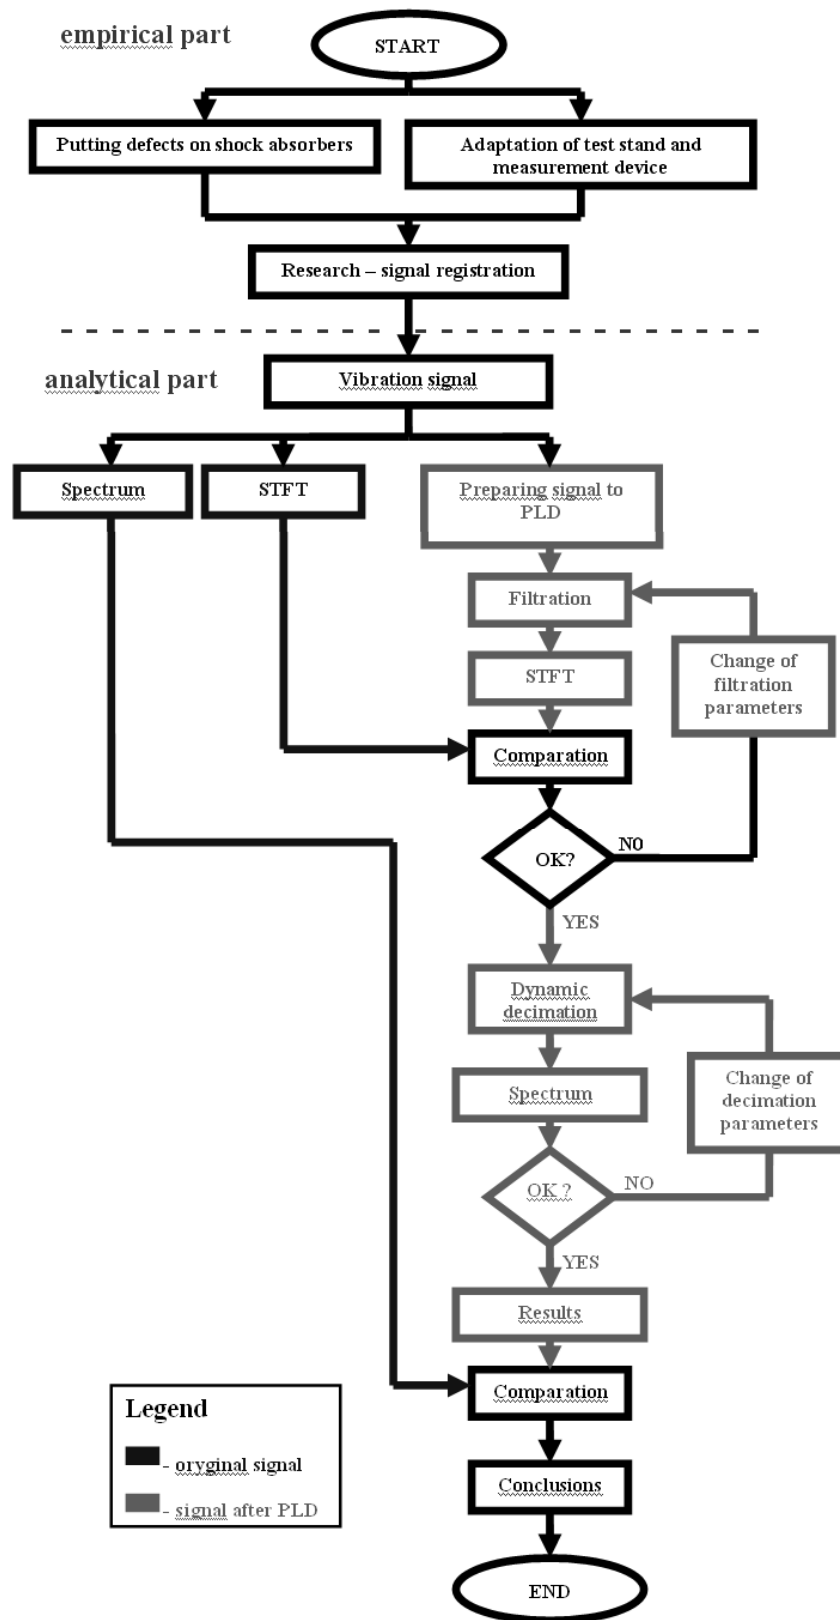 empirical part
START
Putting defects on shock absorbers
Adaptation of test stand and
measurement device
Research – signal registration
analytical part
Vibration signal
Spectrum
STFT
Preparing signal to
PLD
Filtration
STFT
Change of
filtration
parameters
Comparation
OK?
NO
YES
Dynamic
decimation
Spectrum
Change of
decimation
parameters
OK ?
NO
YES
Results
Comparation
Legend
- oryginal signal
- signal after PLD
Conclusions
END